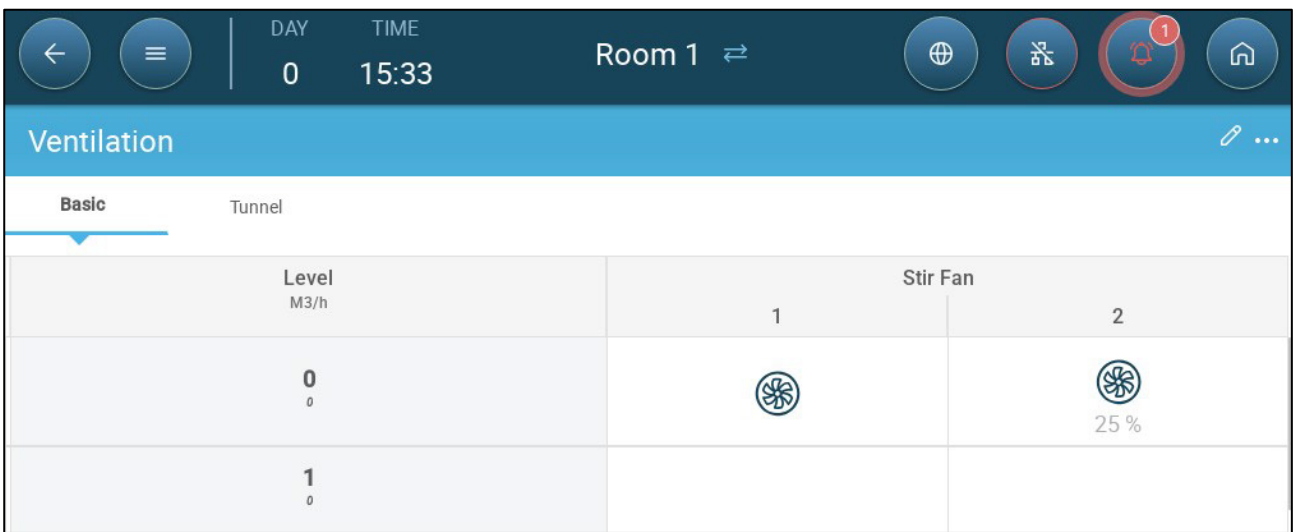 DAY TIME
0 15:33
Room 1
1
Ventilation
Basic Tunnel
Level Stir Fan
M3/h
1 2
0
0
25 %
1
0